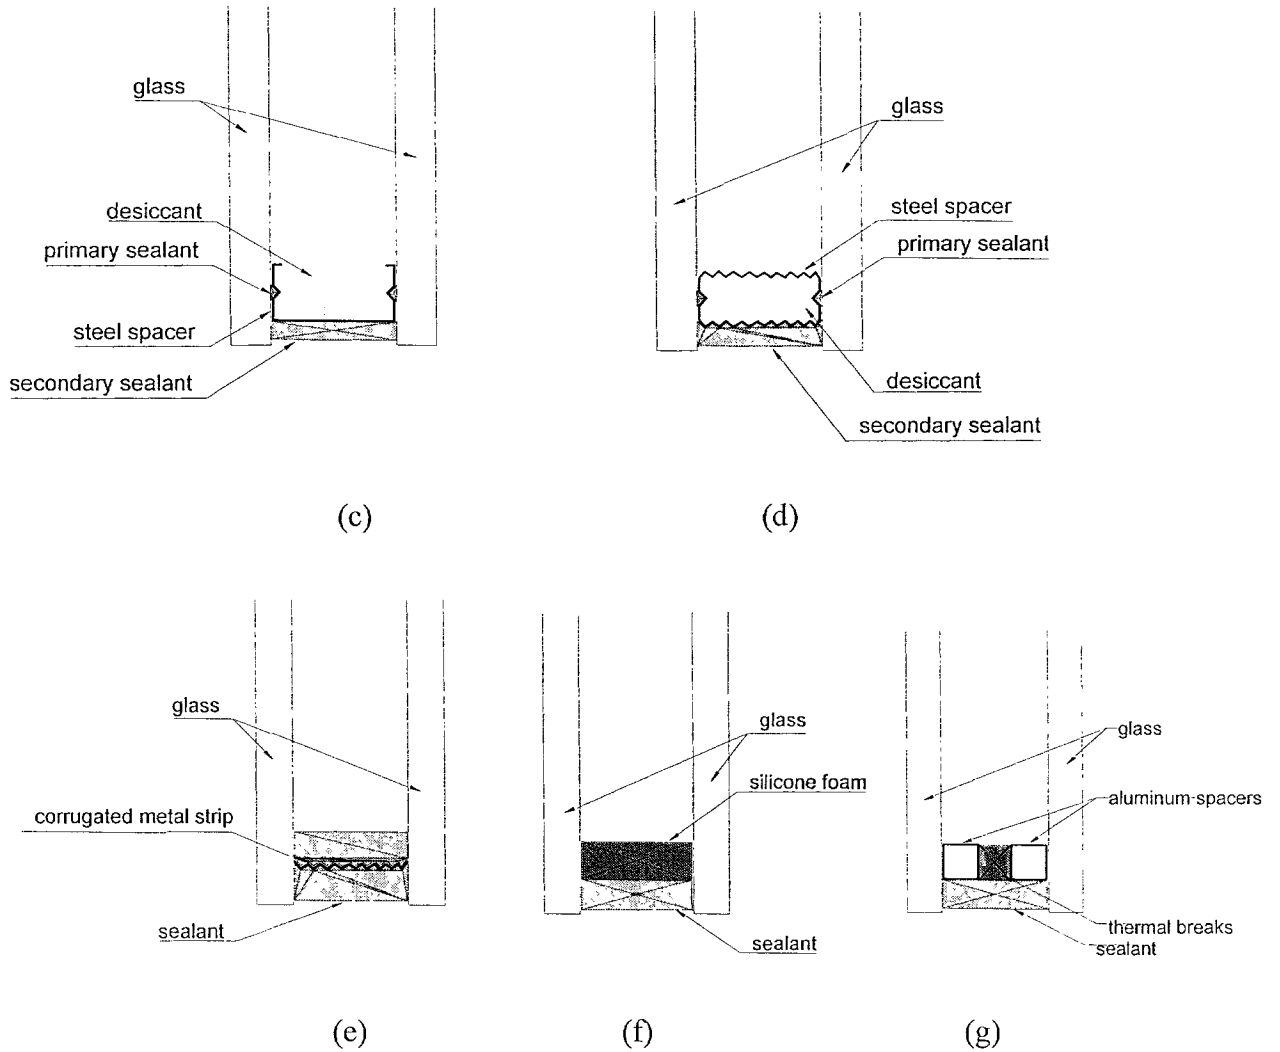 glass
desiccant
primary sealant
steel spacer
secondary sealant
(c)
glass
steel spacer
primary sealant
desiccant
secondary sealant
(d)
glass
corrugated metal strip
sealant
(e)
glass
silicone foam
sealant
(f)
glass
aluminum spacers
thermal breaks
sealant
(g)